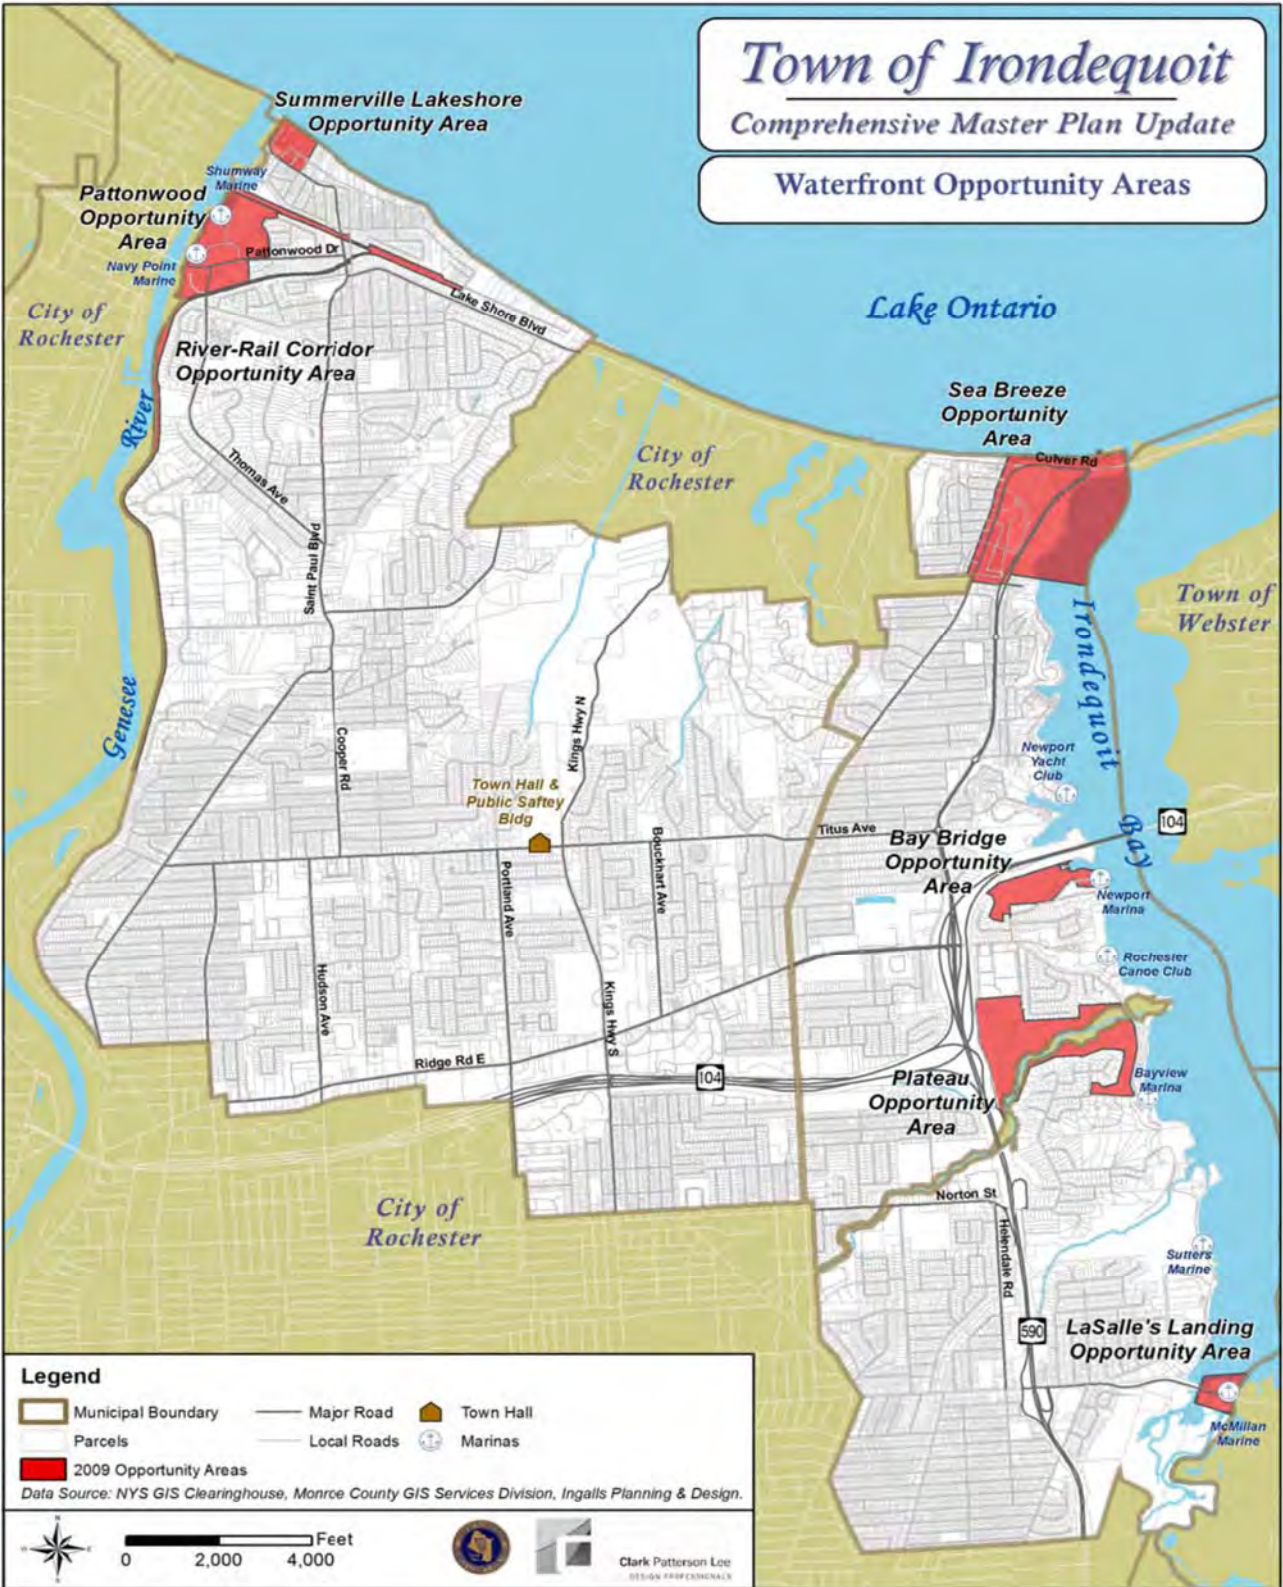 Town of Irondequoit
Comprehensive Master Plan Update
Waterfront Opportunity Areas
Summerville Lakeshore
Opportunity Area
Shumway
Marine
Pattonwood
Opportunity
Area
Pattonwood Dr
Navy Point
Marine
Lake Shore Blvd
City of
Rochester
Lake Ontario
River-Rail Corridor
Opportunity Area
River
Sea Breeze
Opportunity
Area
Culver Rd
City of
Rochester
Thomas Ave
Saint Paul Blvd
Town of
Webster
Irondequoit
Bay
Genesee
Cooper Rd
Kings Hwy N
Newport
Yacht
Club
Town Hall &
Public Saftey
Bldg
Titus Ave
104
Bay Bridge
Opportunity
Area
Bouckhart Ave
Portland Ave
Newport
Marina
Rochester
Canoe Club
Hudson Ave
Kings Hwy S
Ridge Rd E
104
Plateau
Opportunity
Area
Bayview
Marina
Norton St
City of
Rochester
Helendale Rd
Sutters
Marine
590
LaSalle's Landing
Opportunity Area
McMillan
Marine
Legend
Municipal Boundary
Major Road
Town Hall
Parcels
Local Roads
Marinas
2009 Opportunity Areas
Data Source: NYS GIS Clearinghouse, Monroe County GIS Services Division, Ingalls Planning & Design.
Feet
0 2,000 4,000
Clark Patterson Lee
DESIGN PROFESSIONALS